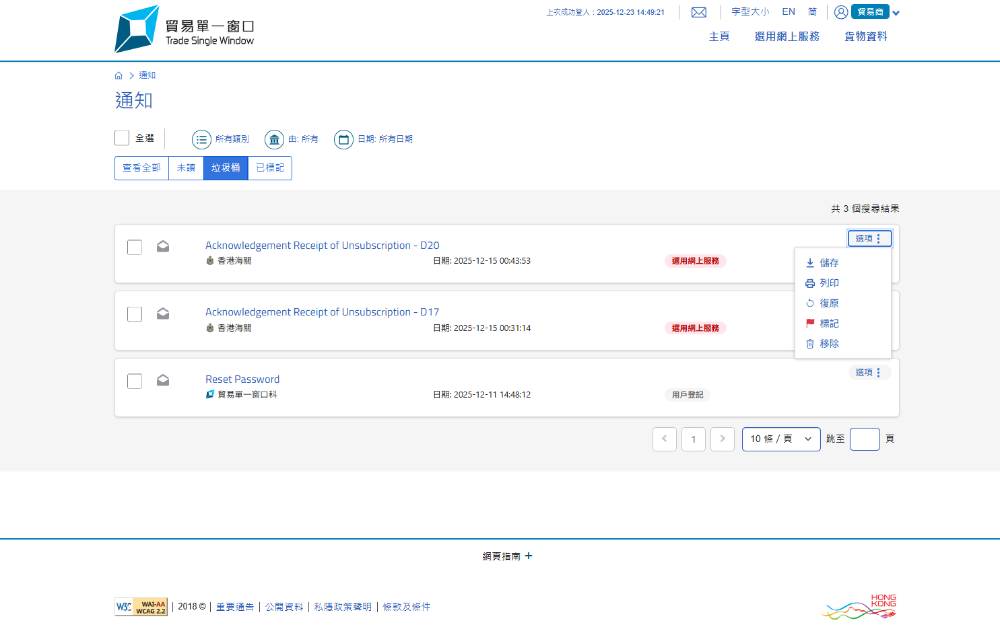 上次成功登入 : 2025-12-23 14:49:21
字型大小 EN 简 貿易商
貿易單一窗口
Trade Single Window
主頁 選用網上服務 貨物資料
通知
通知
全選 所有類別 由: 所有 日期: 所有日期
查看全部 未讀 垃圾桶 已標記
共 3 個搜尋結果
Acknowledgement Receipt of Unsubscription - D20
選項
香港海關 日期: 2025-12-15 00:43:53 選用網上服務
儲存
列印
復原
標記
移除
Acknowledgement Receipt of Unsubscription - D17
香港海關 日期: 2025-12-15 00:31:14 選用網上服務
Reset Password
選項
貿易單一窗口科 日期: 2025-12-11 14:48:12 用戶登記
1 10 條 / 頁 跳至 頁
網頁指南 +
W3C WAI-AA
WCAG 2.2
2018 © | 重要通告 | 公開資料 | 私隱政策聲明 | 條款及條件
HONG
KONG